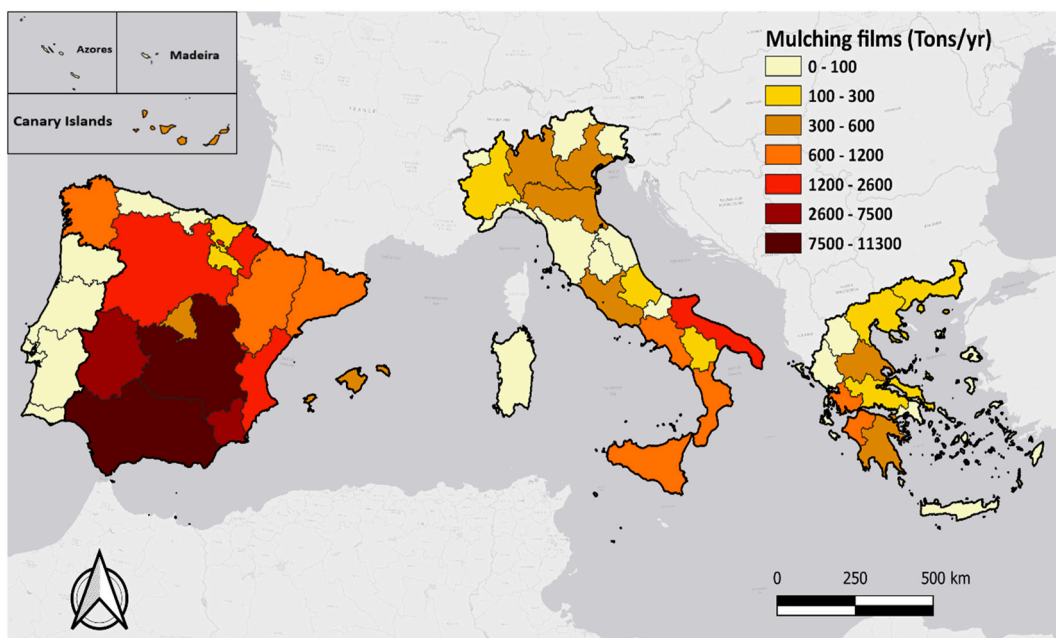 Azores
Madeira
Canary Islands
Mulching films (Tons/yr)
0 - 100
100 - 300
300 - 600
600 - 1200
1200 - 2600
2600 - 7500
7500 - 11300
0 250 500 km